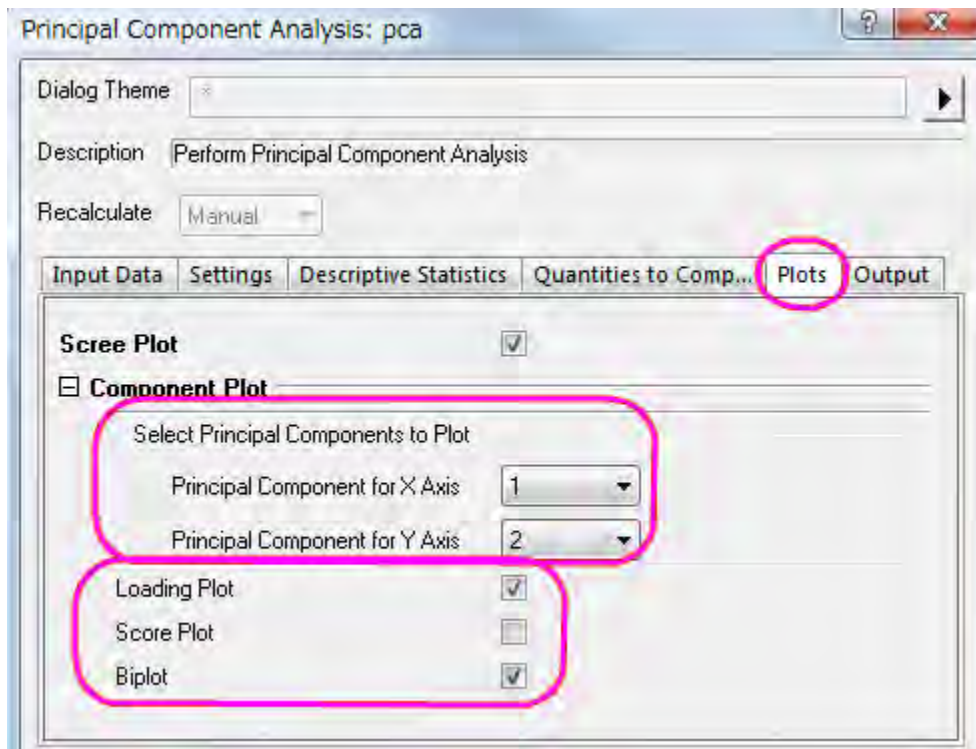 Principal Component Analysis: pca
Dialog Theme *
Description Perform Principal Component Analysis
Recalculate Manual
Input Data Settings Descriptive Statistics Quantities to Comp... Plots Output
Scree Plot
Component Plot
Select Principal Components to Plot
Principal Component for X Axis 1
Principal Component for Y Axis 2
Loading Plot
Score Plot
Biplot